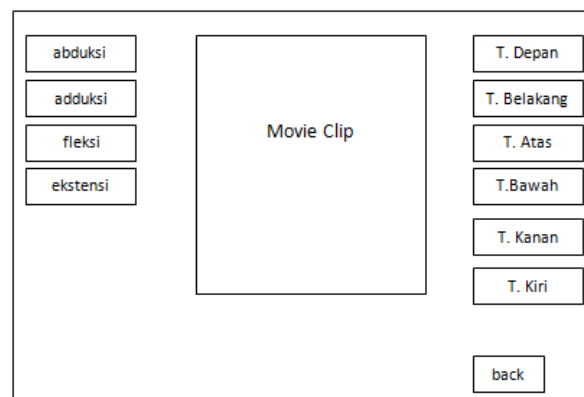 abduksi
adduksi
fleksi
ekstensi
Movie Clip
T. Depan
T. Belakang
T. Atas
T.Bawah
T. Kanan
T. Kiri
back